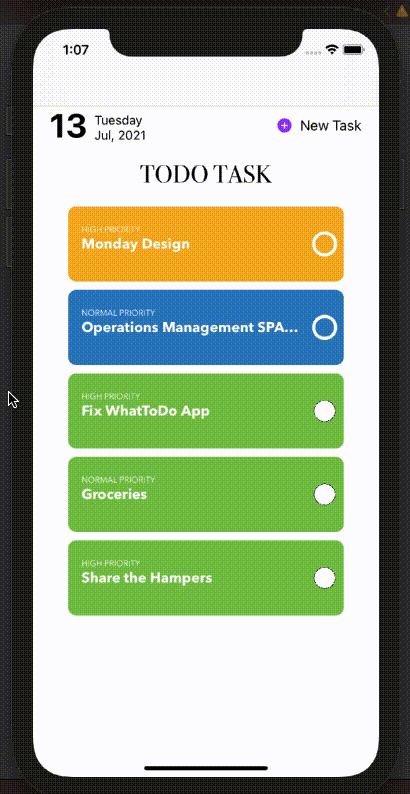 1:07
13
Tuesday
Jul, 2021
New Task
TODO TASK
HIGH PRIORITY
Monday Design
NORMAL PRIORITY
Operations Management SPA...
HIGH PRIORITY
Fix WhatToDo App
NORMAL PRIORITY
Groceries
HIGH PRIORITY
Share the Hampers